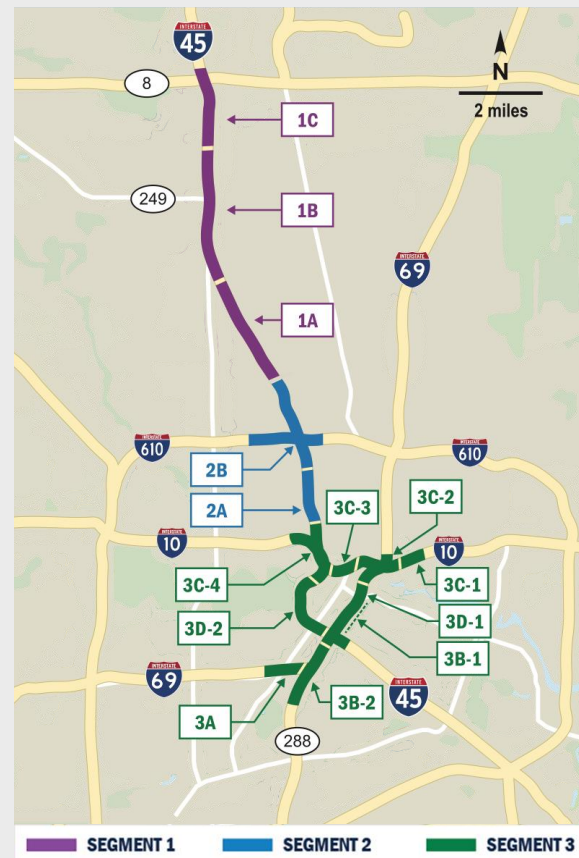 INTERSTATE
45
N
2 miles
8
1C
249
1B
INTERSTATE
69
1A
INTERSTATE
610
2B
INTERSTATE
610
2A
3C-3
3C-2
INTERSTATE
10
INTERSTATE
10
3C-4
3C-1
3D-2
3D-1
3B-1
INTERSTATE
69
3A
3B-2
INTERSTATE
45
288
SEGMENT 1
SEGMENT 2
SEGMENT 3